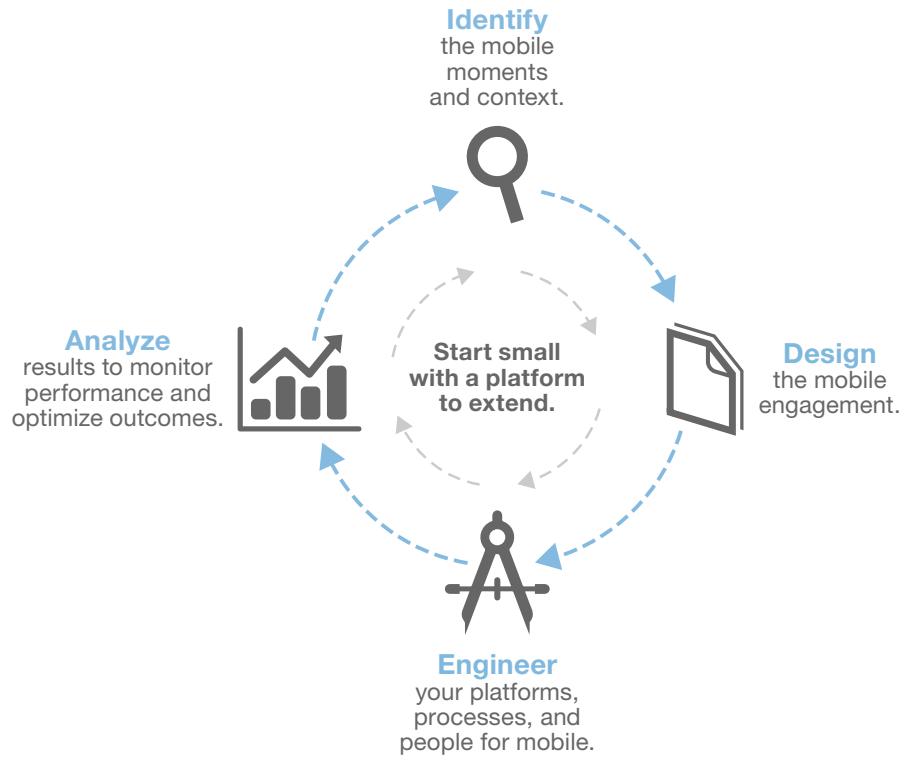 Identify
the mobile
moments
and context.
Analyze
results to monitor
performance and
optimize outcomes.
Start small
with a platform
to extend.
Design
the mobile
engagement.
Engineer
your platforms,
processes, and
people for mobile.